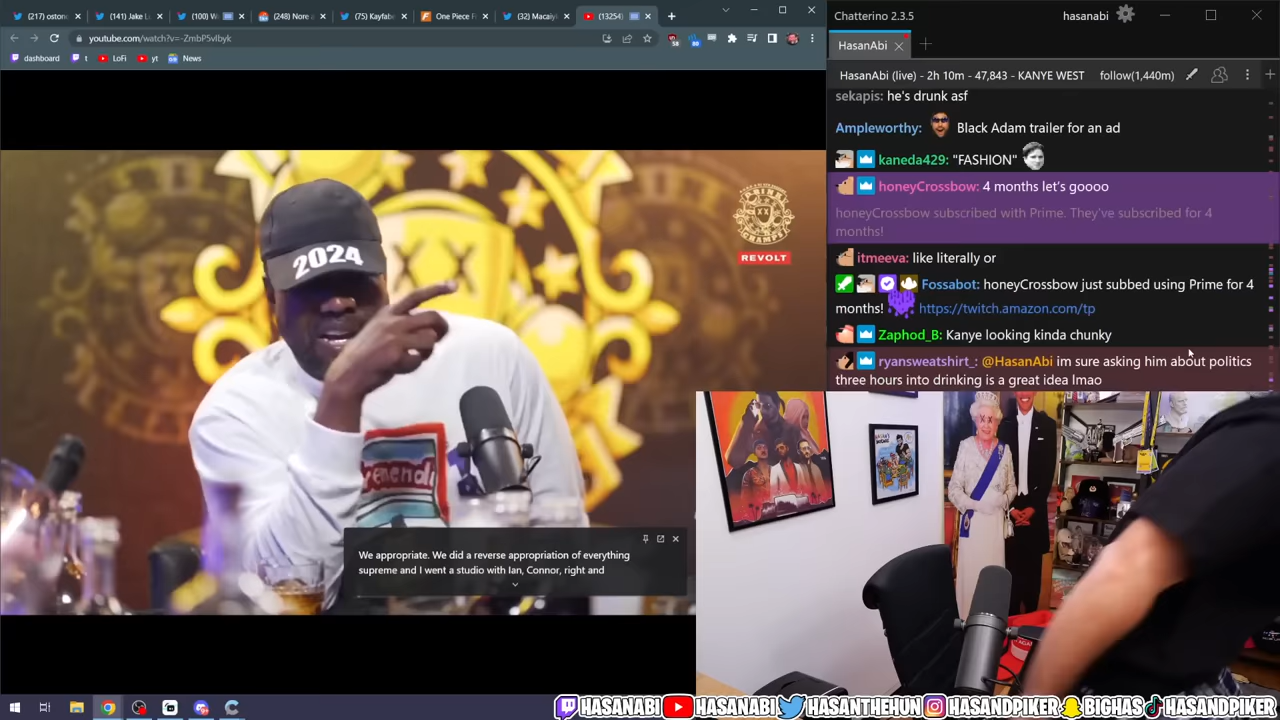 (217) ostone
(141) Jake L
(100) W
(248) Nore a
(75) Kayfab
One Piece F
(32) Macaiy
(13254)
youtube.com/watch?v=-ZmbP5vlbyk
58
80
dashboard
t
LoFi
yt
News
2024
DRINK CHAMPS
REVOLT
We appropriate. We did a reverse appropriation of everything
supreme and I went a studio with Ian, Connor, right and
Chatterino 2.3.5
hasanabi
HasanAbi
HasanAbi (live) - 2h 10m - 47,843 - KANYE WEST
follow(1,440m)
sekapis: he's drunk asf
Ampleworthy: Black Adam trailer for an ad
kaneda429: "FASHION"
honeyCrossbow: 4 months let's goooo
honeyCrossbow subscribed with Prime. They've subscribed for 4
months!
itmeeva: like literally or
Fossabot: honeyCrossbow just subbed using Prime for 4
months! https://twitch.amazon.com/tp
Zaphod_B: Kanye looking kinda chunky
ryansweatshirt_: @HasanAbi im sure asking him about politics
three hours into drinking is a great idea lmao
HASANABI HASANABI HASANTHEHUN HASANDPIKER BIGHAS HASANDPIKER